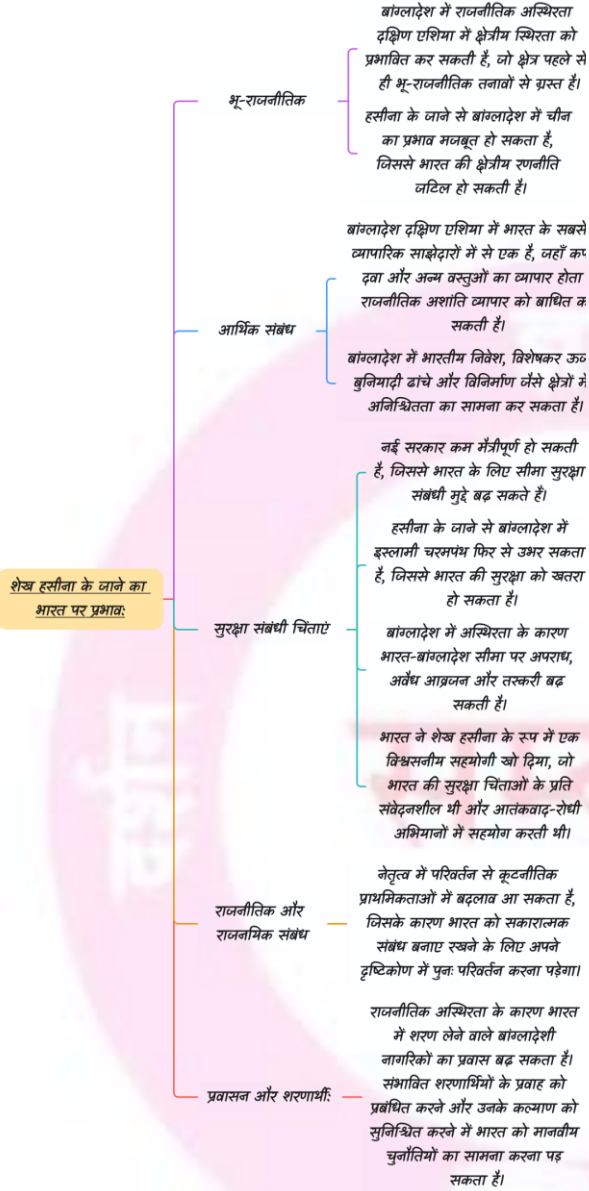 बांग्लादेश में राजनीतिक अस्थिरता
दक्षिण एशिया में क्षेत्रीय स्थिरता को
प्रभावित कर सकती है, जो क्षेत्र पहले से
ही भू-राजनीतिक तनावों से ग्रस्त है।
भू-राजनीतिक
हसीना के जाने से बांग्लादेश में चीन
का प्रभाव मजबूत हो सकता है,
जिससे भारत की क्षेत्रीय रणनीति
जटिल हो सकती है।
बांग्लादेश दक्षिण एशिया में भारत के सबसे
व्यापारिक साझेदारों में से एक है, जहाँ
दवा और अन्य वस्तुओं का व्यापार होता
राजनीतिक अशांति व्यापार को बाधित
सकती है।
आर्थिक संबंध
बांग्लादेश में भारतीय निवेश, विशेषकर
बुनियादी ढांचे और विनिर्माण जैसे क्षेत्रों में
अनिश्चितता का सामना कर सकता है।
नई सरकार कम मैत्रीपूर्ण हो सकती
है, जिससे भारत के लिए सीमा सुरक्षा
संबंधी मुद्दे बढ़ सकते हैं।
हसीना के जाने से बांग्लादेश में
इस्लामी चरमपंथ फिर से उभर सकता
है, जिससे भारत की सुरक्षा को खतरा
हो सकता है।
शेख हसीना के जाने का
भारत पर प्रभाव:
सुरक्षा संबंधी चिंताएं
बांग्लादेश में अस्थिरता के कारण
भारत-बांग्लादेश सीमा पर अपराध,
अवैध आव्रजन और तस्करी बढ़
सकती है।
भारत ने शेख हसीना के रूप में एक
विश्वसनीय सहयोगी खो दिया, जो
भारत की सुरक्षा चिंताओं के प्रति
संवेदनशील थी और आतंकवाद-रोधी
अभियानों में सहयोग करती थी।
नेतृत्व में परिवर्तन से कूटनीतिक
प्राथमिकताओं में बदलाव आ सकता है,
जिसके कारण भारत को सकारात्मक
संबंध बनाए रखने के लिए अपने
दृष्टिकोण में पुनः परिवर्तन करना पड़ेगा।
राजनीतिक और
राजनयिक संबंध
राजनीतिक अस्थिरता के कारण भारत
में शरण लेने वाले बांग्लादेशी
नागरिकों का प्रवास बढ़ सकता है।
संभावित शरणार्थियों के प्रवाह को
प्रबंधित करने और उनके कल्याण को
सुनिश्चित करने में भारत को मानवीय
चुनौतियों का सामना करना पड़
सकता है।
प्रवासन और शरणार्थी:
दर्शन